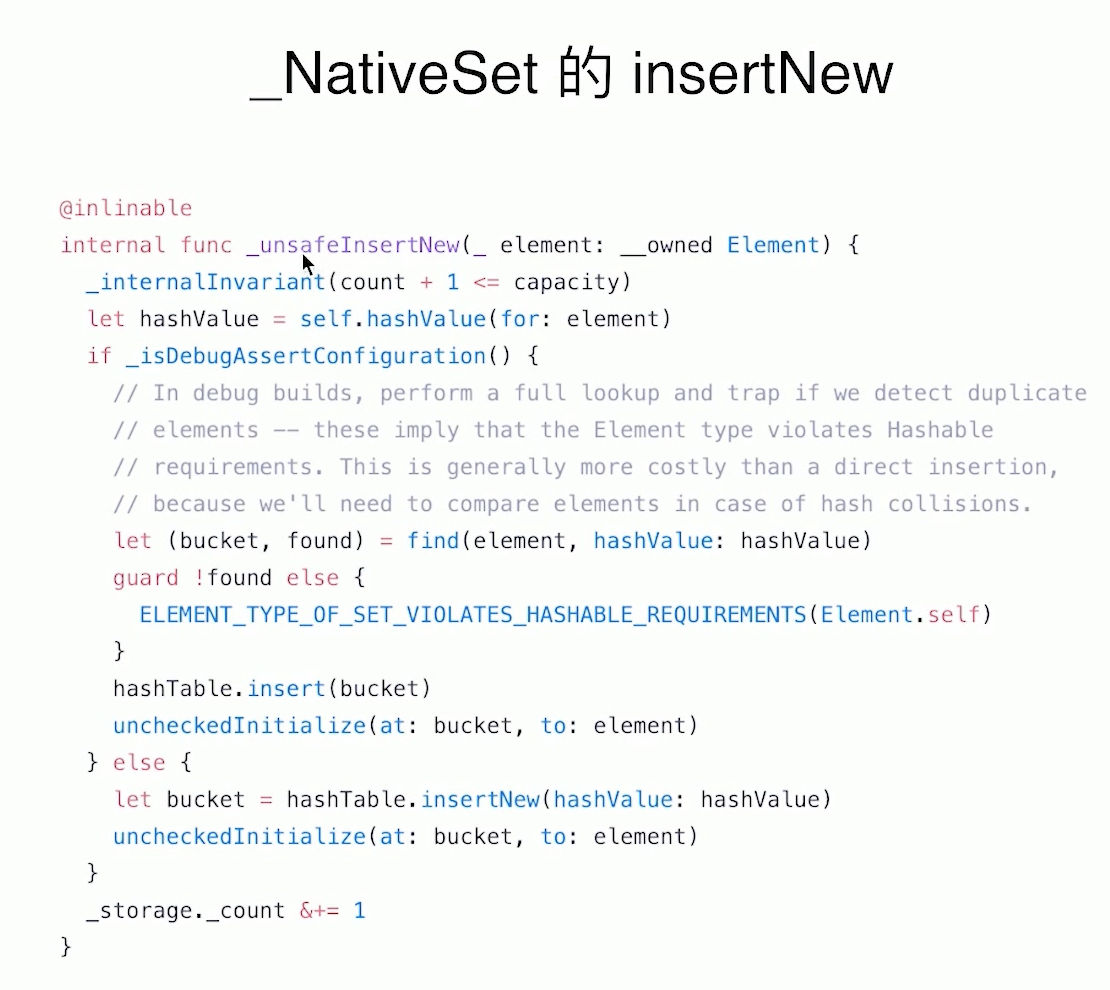 _NativeSet 的 insertNew
@inlinable
internal func _unsafeInsertNew(_ element: __owned Element) {
  _internalInvariant(count + 1 <= capacity)
  let hashValue = self.hashValue(for: element)
  if _isDebugAssertConfiguration() {
    // In debug builds, perform a full lookup and trap if we detect duplicate
    // elements -- these imply that the Element type violates Hashable
    // requirements. This is generally more costly than a direct insertion,
    // because we'll need to compare elements in case of hash collisions.
    let (bucket, found) = find(element, hashValue: hashValue)
    guard !found else {
      ELEMENT_TYPE_OF_SET_VIOLATES_HASHABLE_REQUIREMENTS(Element.self)
    }
    hashTable.insert(bucket)
    uncheckedInitialize(at: bucket, to: element)
  } else {
    let bucket = hashTable.insertNew(hashValue: hashValue)
    uncheckedInitialize(at: bucket, to: element)
  }
  _storage._count &+= 1
}